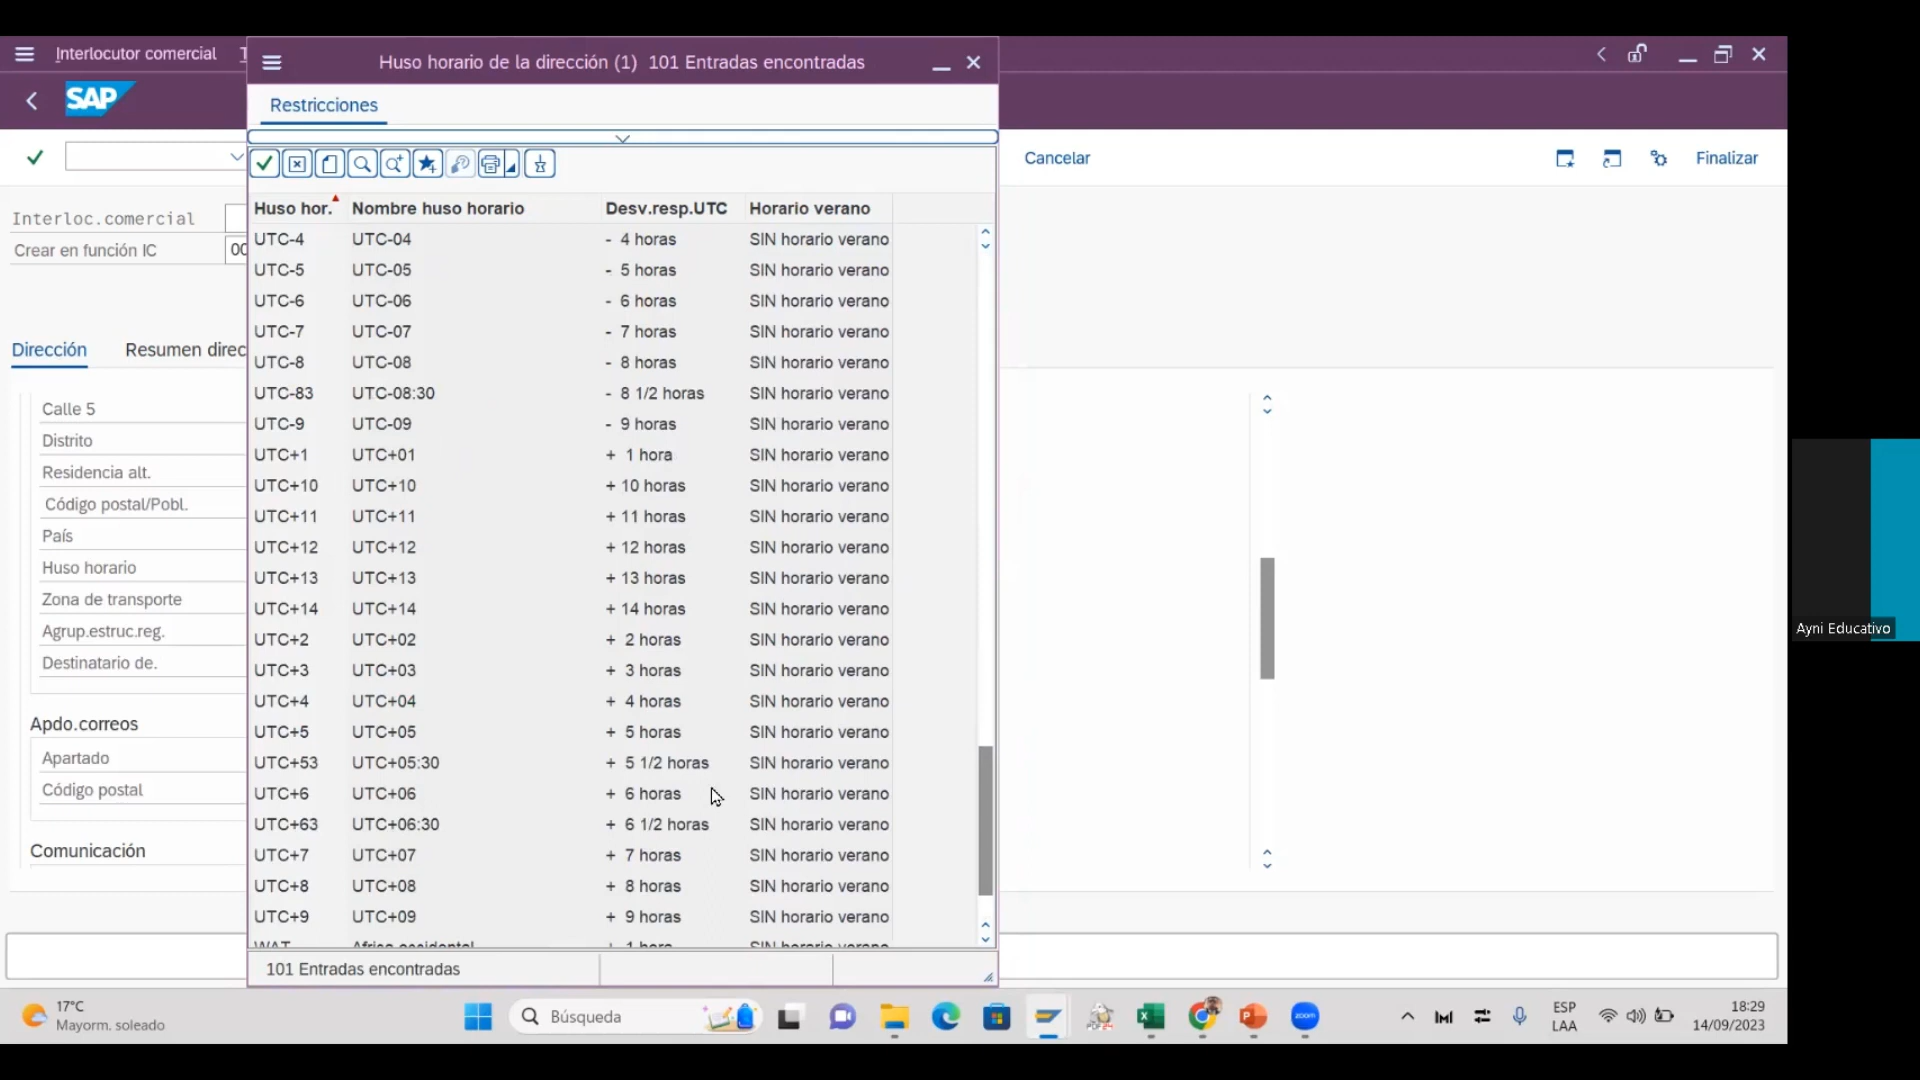 Interlocutor comercial
Huso horario de la dirección (1) 101 Entradas encontradas
SAP
Restricciones
Cancelar
Finalizar
Interloc.comercial
Crear en función IC 00
Dirección Resumen direc
Calle 5
Distrito
Residencia alt.
Código postal/Pobl.
País
Huso horario
Zona de transporte
Agrup.estruc.reg.
Destinatario de.
Apdo.correos
Apartado
Código postal
Comunicación
Huso hor. Nombre huso horario Desv.resp.UTC Horario verano
UTC-4 UTC-04 - 4 horas SIN horario verano
UTC-5 UTC-05 - 5 horas SIN horario verano
UTC-6 UTC-06 - 6 horas SIN horario verano
UTC-7 UTC-07 - 7 horas SIN horario verano
UTC-8 UTC-08 - 8 horas SIN horario verano
UTC-83 UTC-08:30 - 8 1/2 horas SIN horario verano
UTC-9 UTC-09 - 9 horas SIN horario verano
UTC+1 UTC+01 + 1 hora SIN horario verano
UTC+10 UTC+10 + 10 horas SIN horario verano
UTC+11 UTC+11 + 11 horas SIN horario verano
UTC+12 UTC+12 + 12 horas SIN horario verano
UTC+13 UTC+13 + 13 horas SIN horario verano
UTC+14 UTC+14 + 14 horas SIN horario verano
UTC+2 UTC+02 + 2 horas SIN horario verano
UTC+3 UTC+03 + 3 horas SIN horario verano
UTC+4 UTC+04 + 4 horas SIN horario verano
UTC+5 UTC+05 + 5 horas SIN horario verano
UTC+53 UTC+05:30 + 5 1/2 horas SIN horario verano
UTC+6 UTC+06 + 6 horas SIN horario verano
UTC+63 UTC+06:30 + 6 1/2 horas SIN horario verano
UTC+7 UTC+07 + 7 horas SIN horario verano
UTC+8 UTC+08 + 8 horas SIN horario verano
UTC+9 UTC+09 + 9 horas SIN horario verano
WAT Africa occidental + 1 hora SIN horario verano
101 Entradas encontradas
Ayni Educativo
17°C
Mayorm. soleado
Búsqueda
zoom
ESP
LAA
18:29
14/09/2023